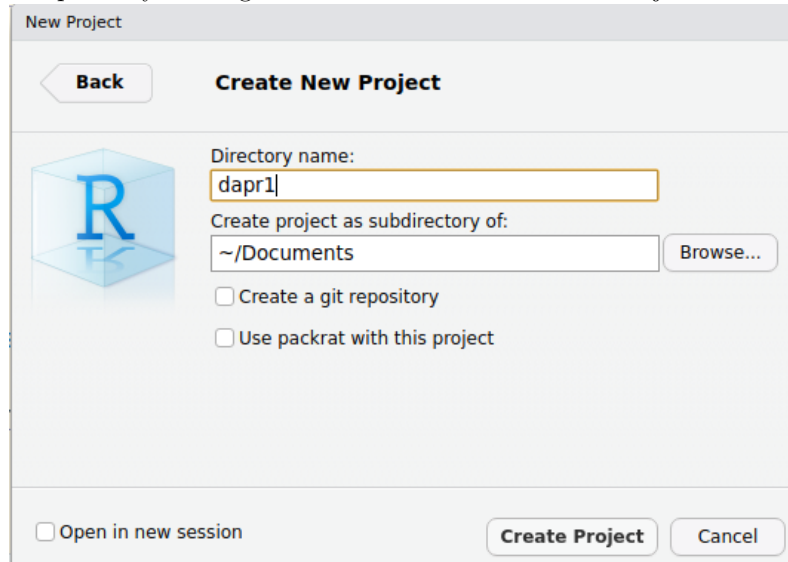 New Project
Back
Create New Project
R
Directory name:
dapr1
Create project as subdirectory of:
~/Documents
Browse...
Create a git repository
Use packrat with this project
Open in new session
Create Project
Cancel